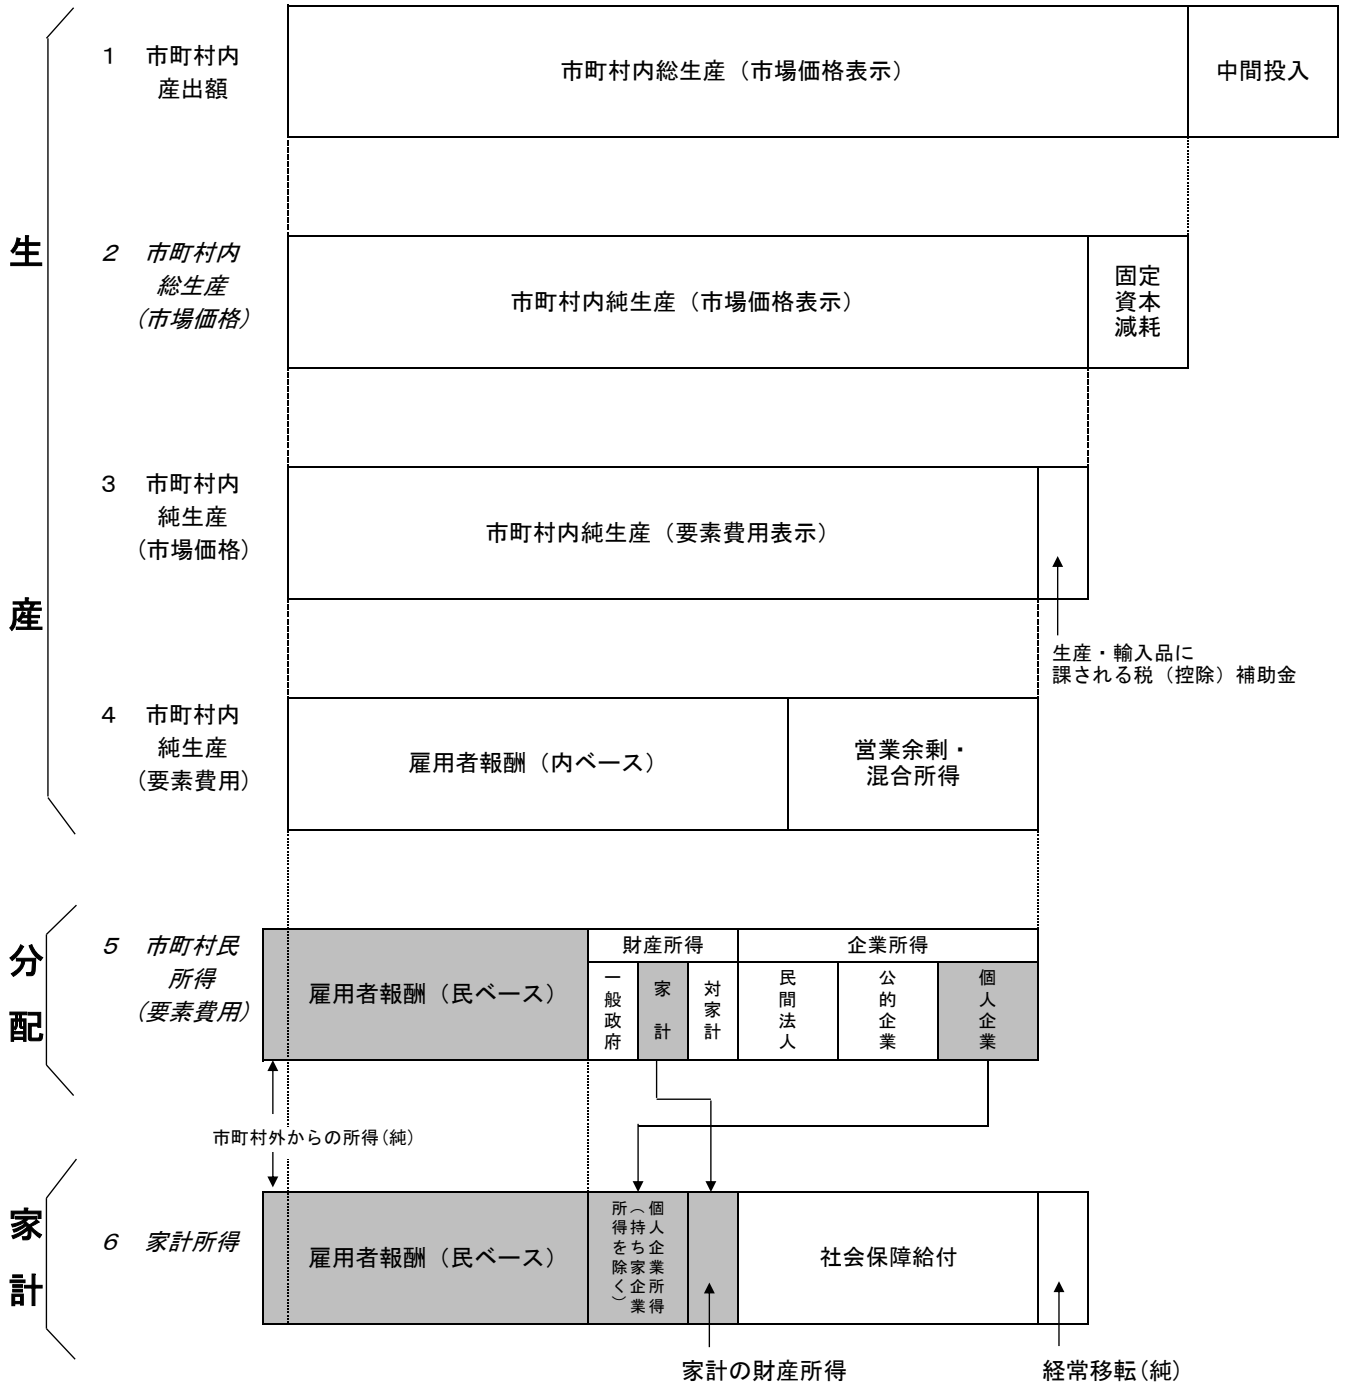 生
産
1 市町村内
産出額
市町村内総生産（市場価格表示）
中間投入
2 市町村内
総生産
（市場価格）
市町村内純生産（市場価格表示）
固定
資本
減耗
3 市町村内
純生産
（市場価格）
市町村内純生産（要素費用表示）
生産・輸入品に
課される税（控除）補助金
4 市町村内
純生産
（要素費用）
雇用者報酬（内ベース）
営業余剰・
混合所得
分
配
5 市町村民
所得
（要素費用）
雇用者報酬（民ベース）
財産所得
企業所得
一般政府
家計
対家計
民間法人
公的企業
個人企業
市町村外からの所得(純)
家
計
6 家計所得
雇用者報酬（民ベース）
個人企業所得
（持ち家企業
所得を除く）
社会保障給付
家計の財産所得
経常移転(純)